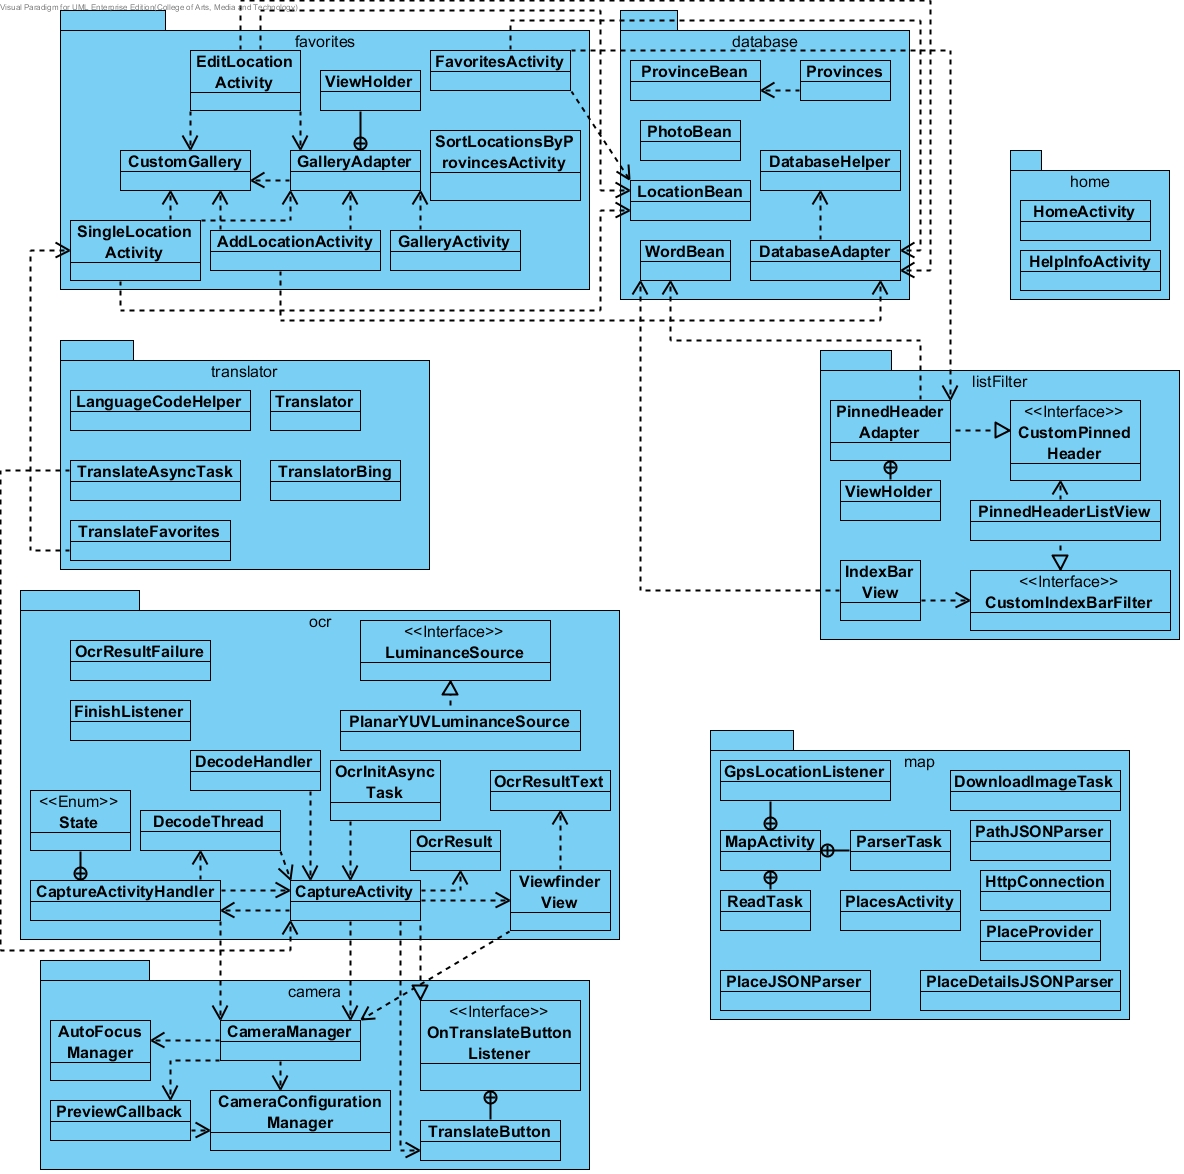 Visual Paradigm for UML Enterprise Edition(College of Arts, Media and Technology)
favorites
EditLocation
Activity
ViewHolder
FavoritesActivity
CustomGallery
GalleryAdapter
SortLocationsByP
rovincesActivity
SingleLocation
Activity
AddLocationActivity
GalleryActivity
database
ProvinceBean
Provinces
PhotoBean
DatabaseHelper
LocationBean
WordBean
DatabaseAdapter
home
HomeActivity
HelpInfoActivity
translator
LanguageCodeHelper
Translator
TranslateAsyncTask
TranslatorBing
TranslateFavorites
listFilter
PinnedHeader
Adapter
<<Interface>>
CustomPinned
Header
ViewHolder
PinnedHeaderListView
IndexBar
View
<<Interface>>
CustomIndexBarFilter
ocr
OcrResultFailure
<<Interface>>
LuminanceSource
FinishListener
PlanarYUVLuminanceSource
DecodeHandler
OcrInitAsync
Task
OcrResultText
<<Enum>>
State
DecodeThread
OcrResult
CaptureActivityHandler
CaptureActivity
Viewfinder
View
map
GpsLocationListener
DownloadImageTask
MapActivity
ParserTask
PathJSONParser
HttpConnection
ReadTask
PlacesActivity
PlaceProvider
PlaceJSONParser
PlaceDetailsJSONParser
camera
AutoFocus
Manager
CameraManager
<<Interface>>
OnTranslateButton
Listener
PreviewCallback
CameraConfiguration
Manager
TranslateButton